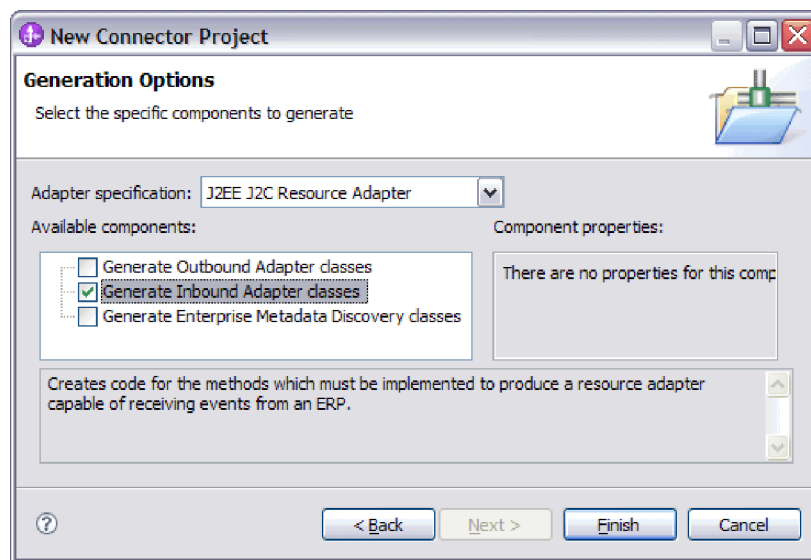 New Connector Project
Generation Options
Select the specific components to generate
Adapter specification: J2EE J2C Resource Adapter
Available components:
Component properties:
Generate Outbound Adapter classes
Generate Inbound Adapter classes
Generate Enterprise Metadata Discovery classes
There are no properties for this comp
Creates code for the methods which must be implemented to produce a resource adapter
capable of receiving events from an ERP.
?
< Back
Next >
Finish
Cancel